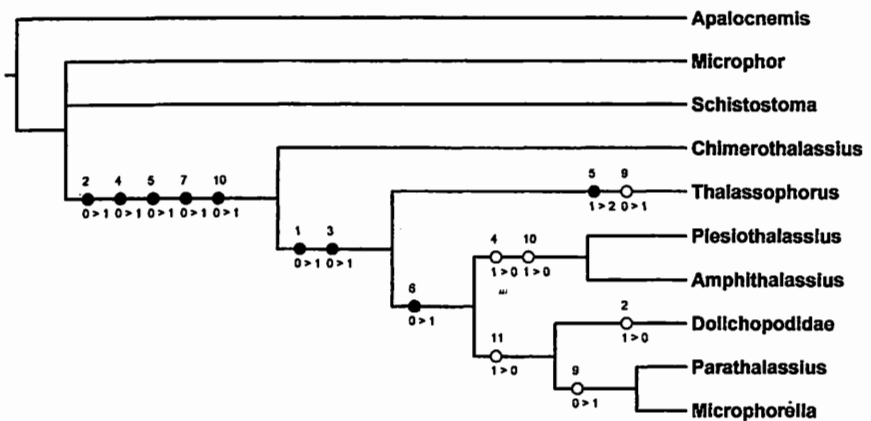 Apalocnemis
Microphor
Schistostoma
Chimerothalassius
2 4 5 7 10
0 > 1 0 > 1 0 > 1 0 > 1 0 > 1
5 9
1 > 2 0 > 1
Thalassophorus
1 3
0 > 1 0 > 1
4 10
1 > 0 1 > 0
Plesiothalassius
Amphithalassius
6
0 > 1
2
1 > 0
Dolichopodidae
11
1 > 0
9
0 > 1
Parathalassius
Microphorella